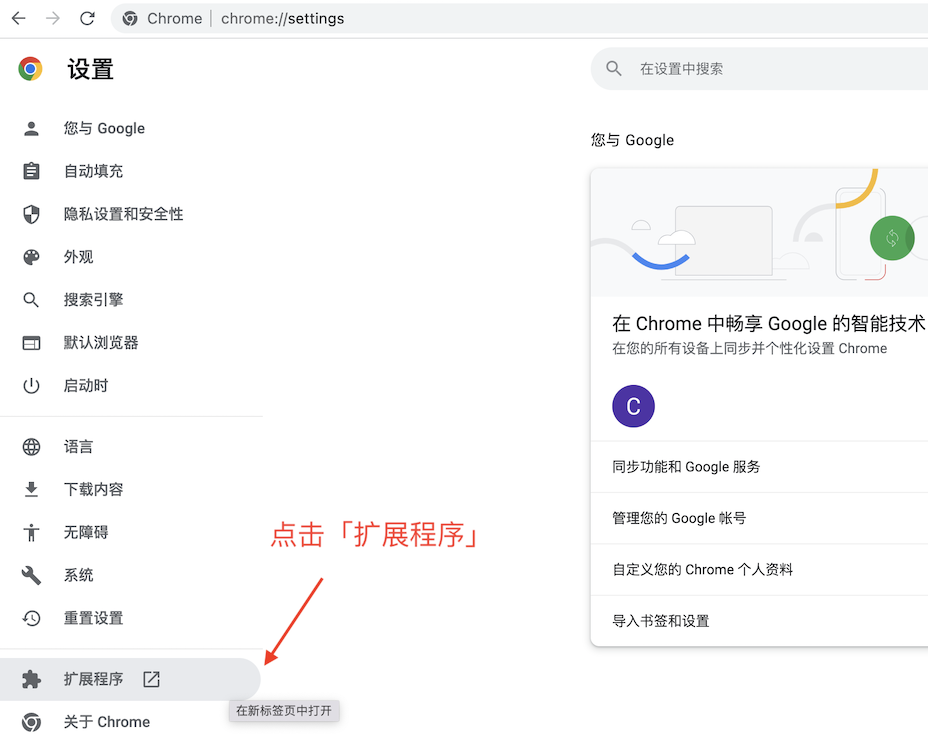 Chrome | chrome://settings
设置
在设置中搜索
您与 Google
自动填充
隐私设置和安全性
外观
搜索引擎
默认浏览器
启动时
语言
下载内容
无障碍
系统
重置设置
扩展程序
关于 Chrome
点击「扩展程序」
在新标签页中打开
您与 Google
在 Chrome 中畅享 Google 的智能技术
在您的所有设备上同步并个性化设置 Chrome
C
同步功能和 Google 服务
管理您的 Google 帐号
自定义您的 Chrome 个人资料
导入书签和设置